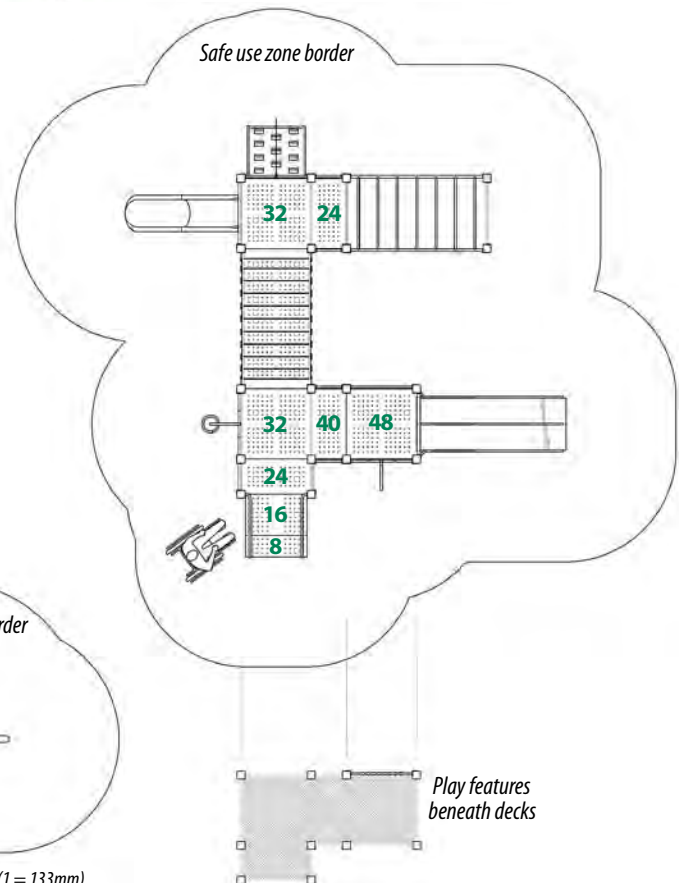 Safe use zone border
32 24
32 40 48
24
16
8
rder
Play features
beneath decks
(1 = 133mm)